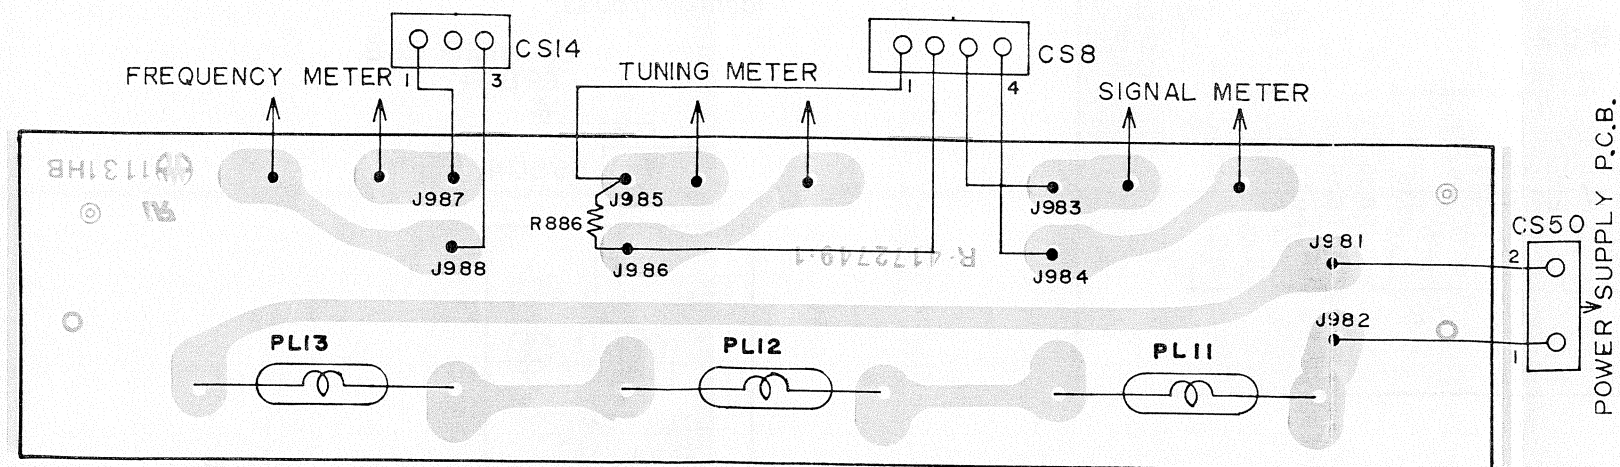 CS14
CS8
1
3
1
4
FREQUENCY METER
TUNING METER
SIGNAL METER
POWER SUPPLY P.C.B.
1131HB
J987
J985
J983
R886
CS50
J981
2
R-4172749-1
J988
J986
J984
J982
1
PL13
PL12
PL11